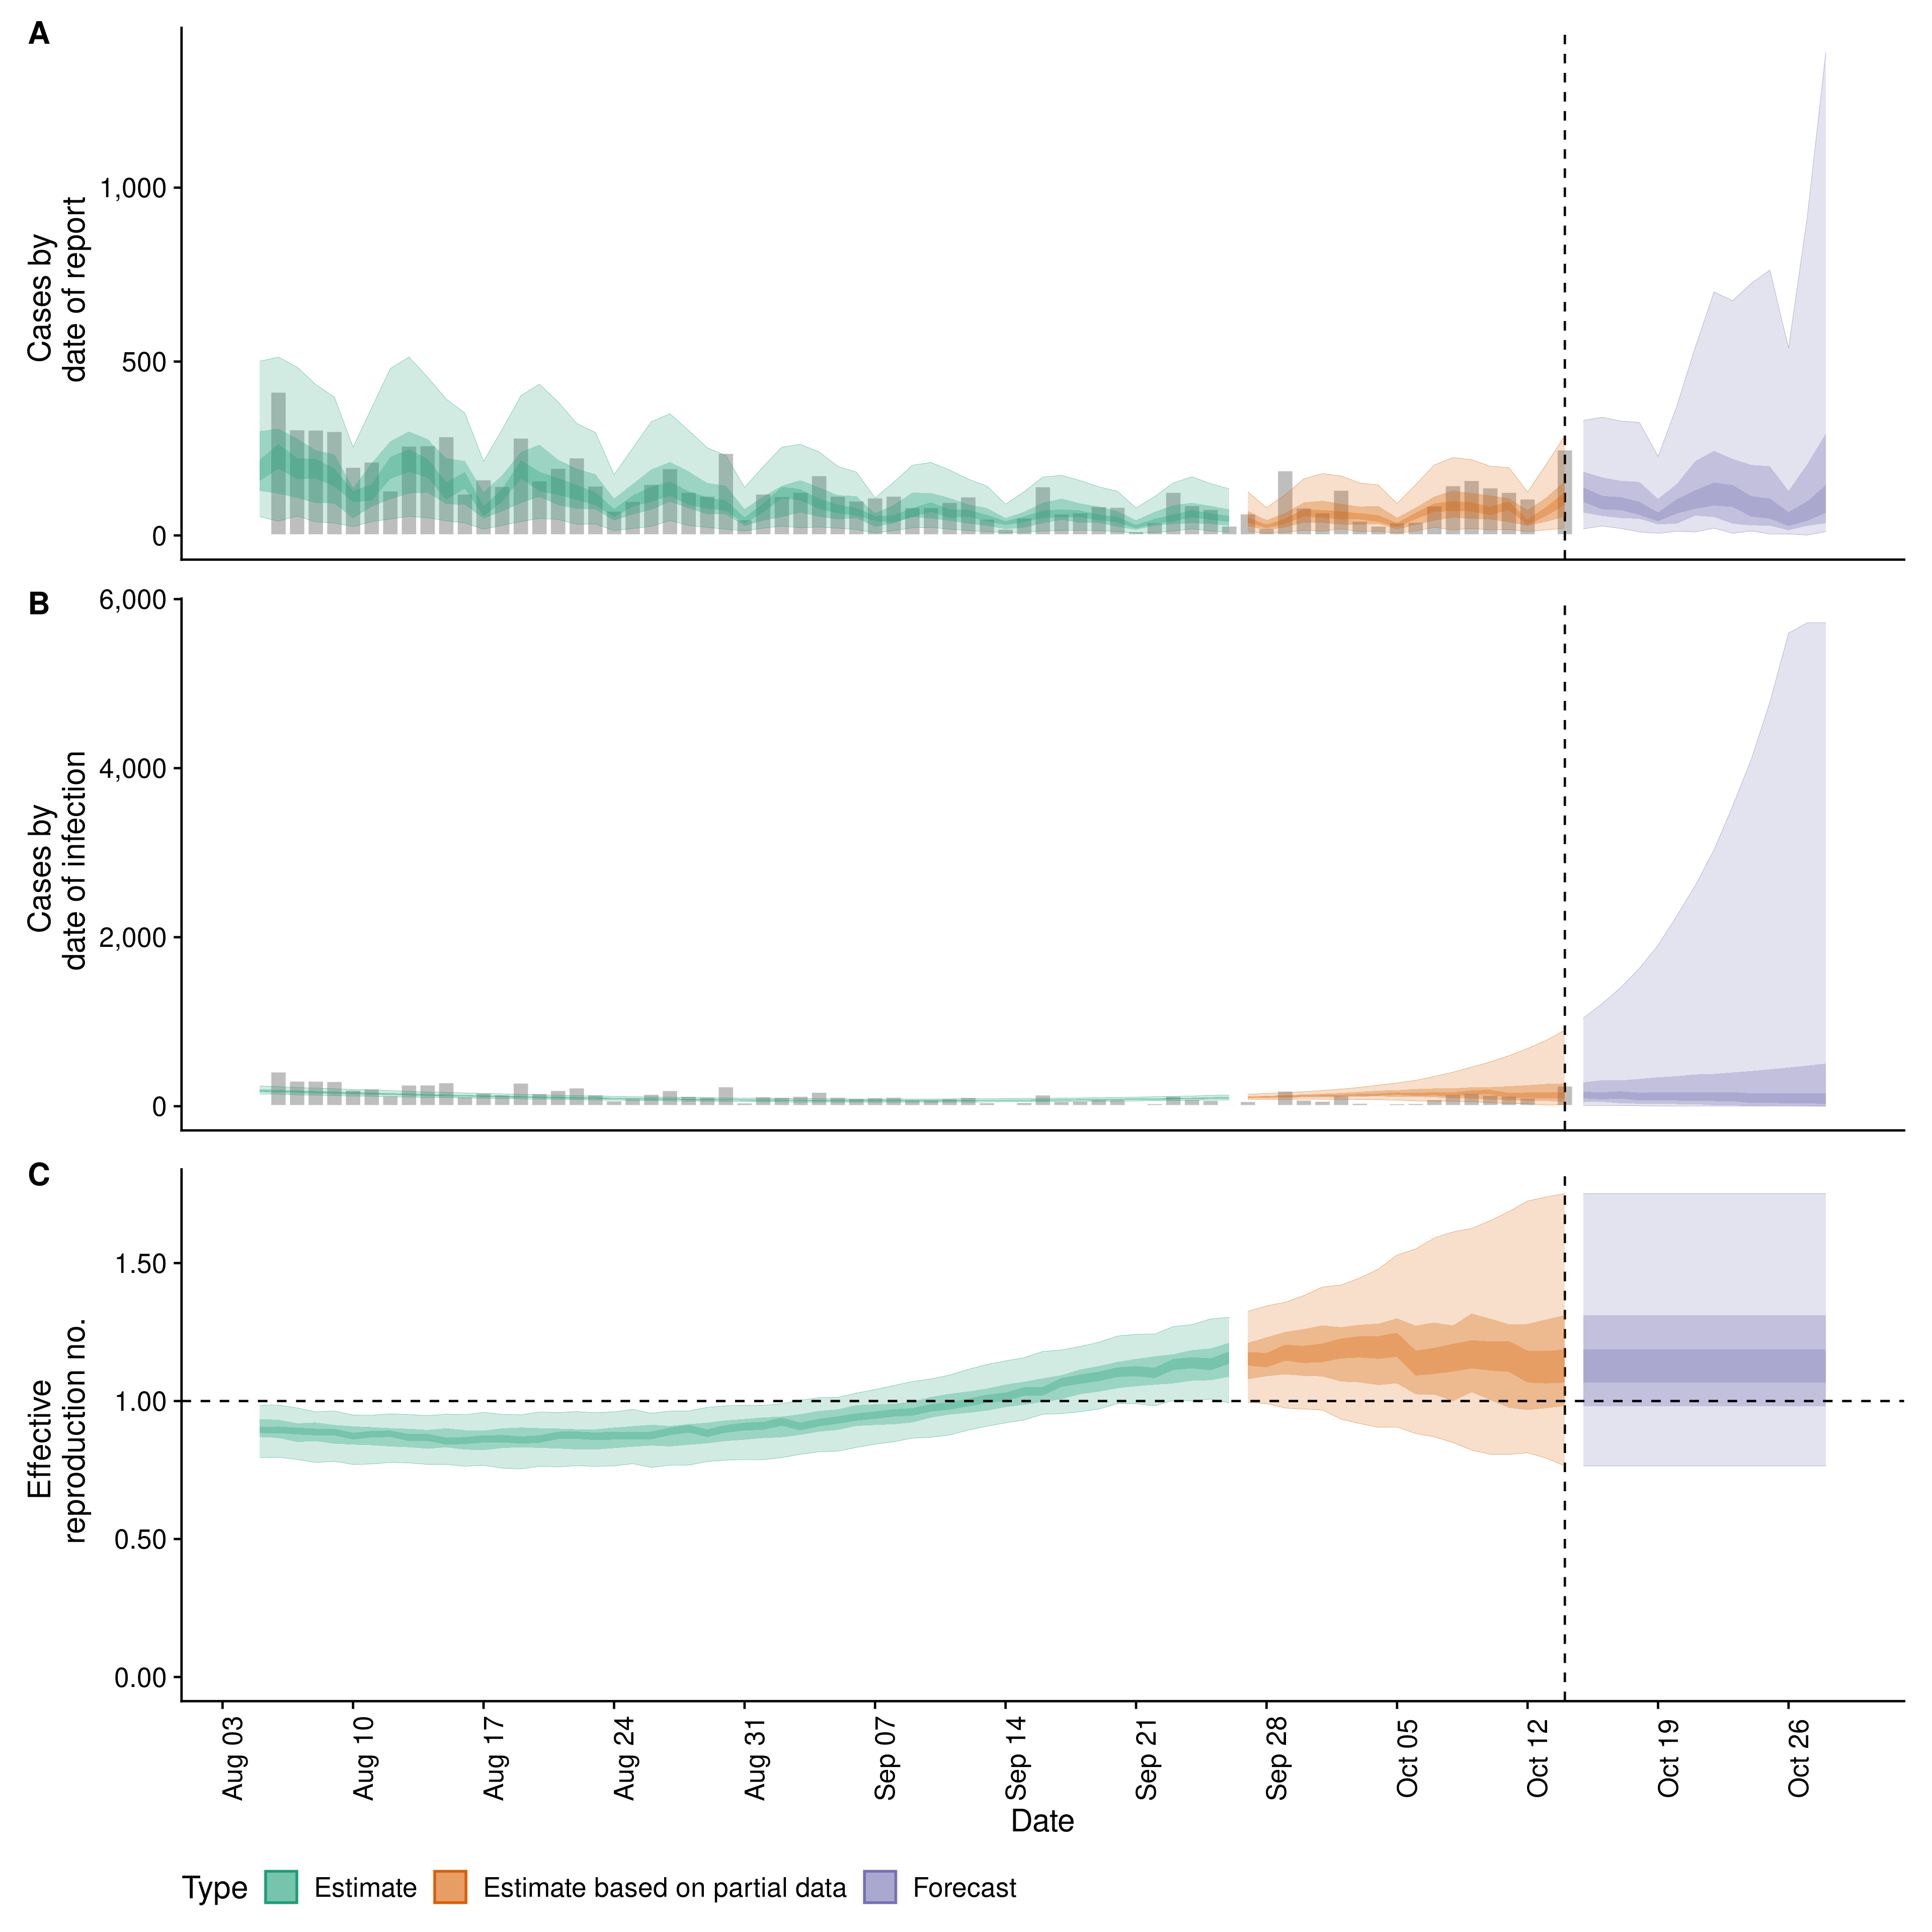 A
Cases by
date of report
1,000
500
0
B
Cases by
date of infection
6,000
4,000
2,000
0
C
Effective
reproduction no.
1.50
1.00
0.50
0.00
Aug 03
Aug 10
Aug 17
Aug 24
Aug 31
Sep 07
Sep 14
Sep 21
Sep 28
Oct 05
Oct 12
Oct 19
Oct 26
Date
Type Estimate Estimate based on partial data Forecast